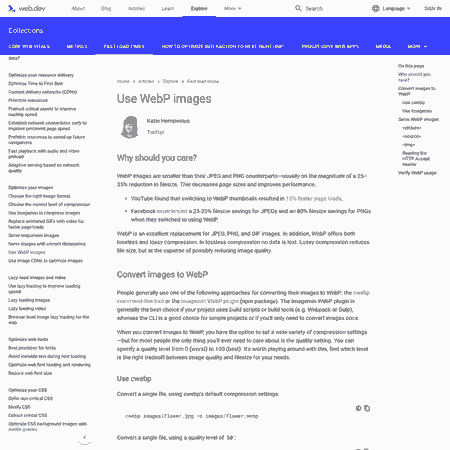 web.dev About Blog Articles Learn Explore More Search Language SIGN IN
Collections
CORE WEB VITALS METRICS FAST LOAD TIMES HOW TO OPTIMIZE INTERACTION TO NEXT PAINT (INP) PROGRESSIVE WEB APPS MEDIA MORE
data?
Optimize your resource delivery
Optimize Time to First Byte
Content delivery networks (CDNs)
Prioritize resources
Preload critical assets to improve
loading speed
Establish network connections early to
improve perceived page speed
Prefetch resources to speed up future
navigations
Fast playback with audio and video
preload
Adaptive serving based on network
quality
Optimize your images
Choose the right image format
Choose the correct level of compression
Use Imagemin to compress images
Replace animated GIFs with video for
faster page loads
Serve responsive images
Serve images with correct dimensions
Use WebP images
Use image CDNs to optimize images
Lazy-load images and video
Use lazy loading to improve loading
speed
Lazy loading images
Lazy loading video
Browser-level image lazy loading for the
web
Optimize web fonts
Best practices for fonts
Avoid invisible text during font loading
Optimize web font loading and rendering
Reduce web font size
Optimize your CSS
Defer non-critical CSS
Minify CSS
Extract critical CSS
Optimize CSS background images with
media queries
Home Articles Explore Fast load times
Use WebP images
Katie Hempenius
Twitter
Why should you care?
WebP images are smaller than their JPEG and PNG counterparts—usually on the magnitude of a 25–
35% reduction in filesize. This decreases page sizes and improves performance.
• YouTube found that switching to WebP thumbnails resulted in 10% faster page loads.
• Facebook experienced a 25-35% filesize savings for JPEGs and an 80% filesize savings for PNGs
when they switched to using WebP.
WebP is an excellent replacement for JPEG, PNG, and GIF images. In addition, WebP offers both
lossless and lossy compression. In lossless compression no data is lost. Lossy compression reduces
file size, but at the expense of possibly reducing image quality.
Convert images to WebP
People generally use one of the following approaches for converting their images to WebP: the cwebp
command-line tool or the Imagemin WebP plugin (npm package). The Imagemin WebP plugin is
generally the best choice if your project uses build scripts or build tools (e.g. Webpack or Gulp),
whereas the CLI is a good choice for simple projects or if you'll only need to convert images once.
When you convert images to WebP, you have the option to set a wide variety of compression settings
—but for most people the only thing you'll ever need to care about is the quality setting. You can
specify a quality level from 0 (worst) to 100 (best). It's worth playing around with this, find which level
is the right tradeoff between image quality and filesize for your needs.
Use cwebp
Convert a single file, using cwebp's default compression settings:
cwebp images/flower.jpg -o images/flower.webp
Convert a single file, using a quality level of 50:
On this page
Why should you
care?
Convert images to
WebP
Use cwebp
Use Imagemin
Serve WebP images
<picture>
<source>
<img>
Reading the
HTTP Accept
header
Verify WebP usage